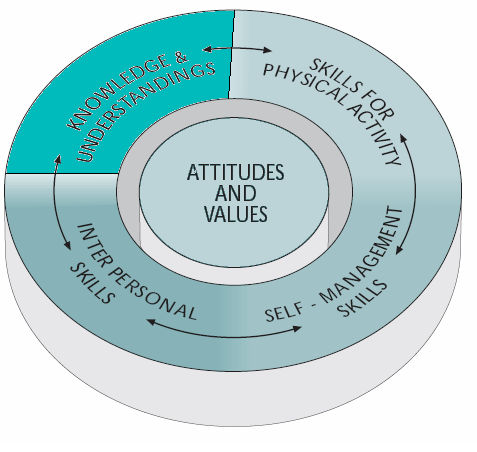 KNOWLEDGE &
UNDERSTANDINGS
SKILLS FOR
PHYSICAL ACTIVITY
ATTITUDES
AND
VALUES
INTER PERSONAL
SKILLS
SELF - MANAGEMENT
SKILLS